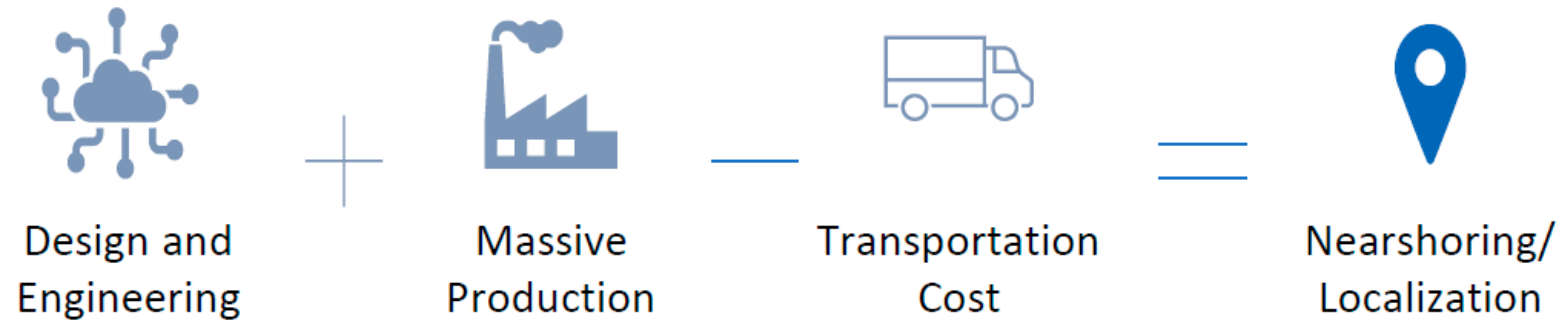 Design and
Engineering
Massive
Production
Transportation
Cost
Nearshoring/
Localization